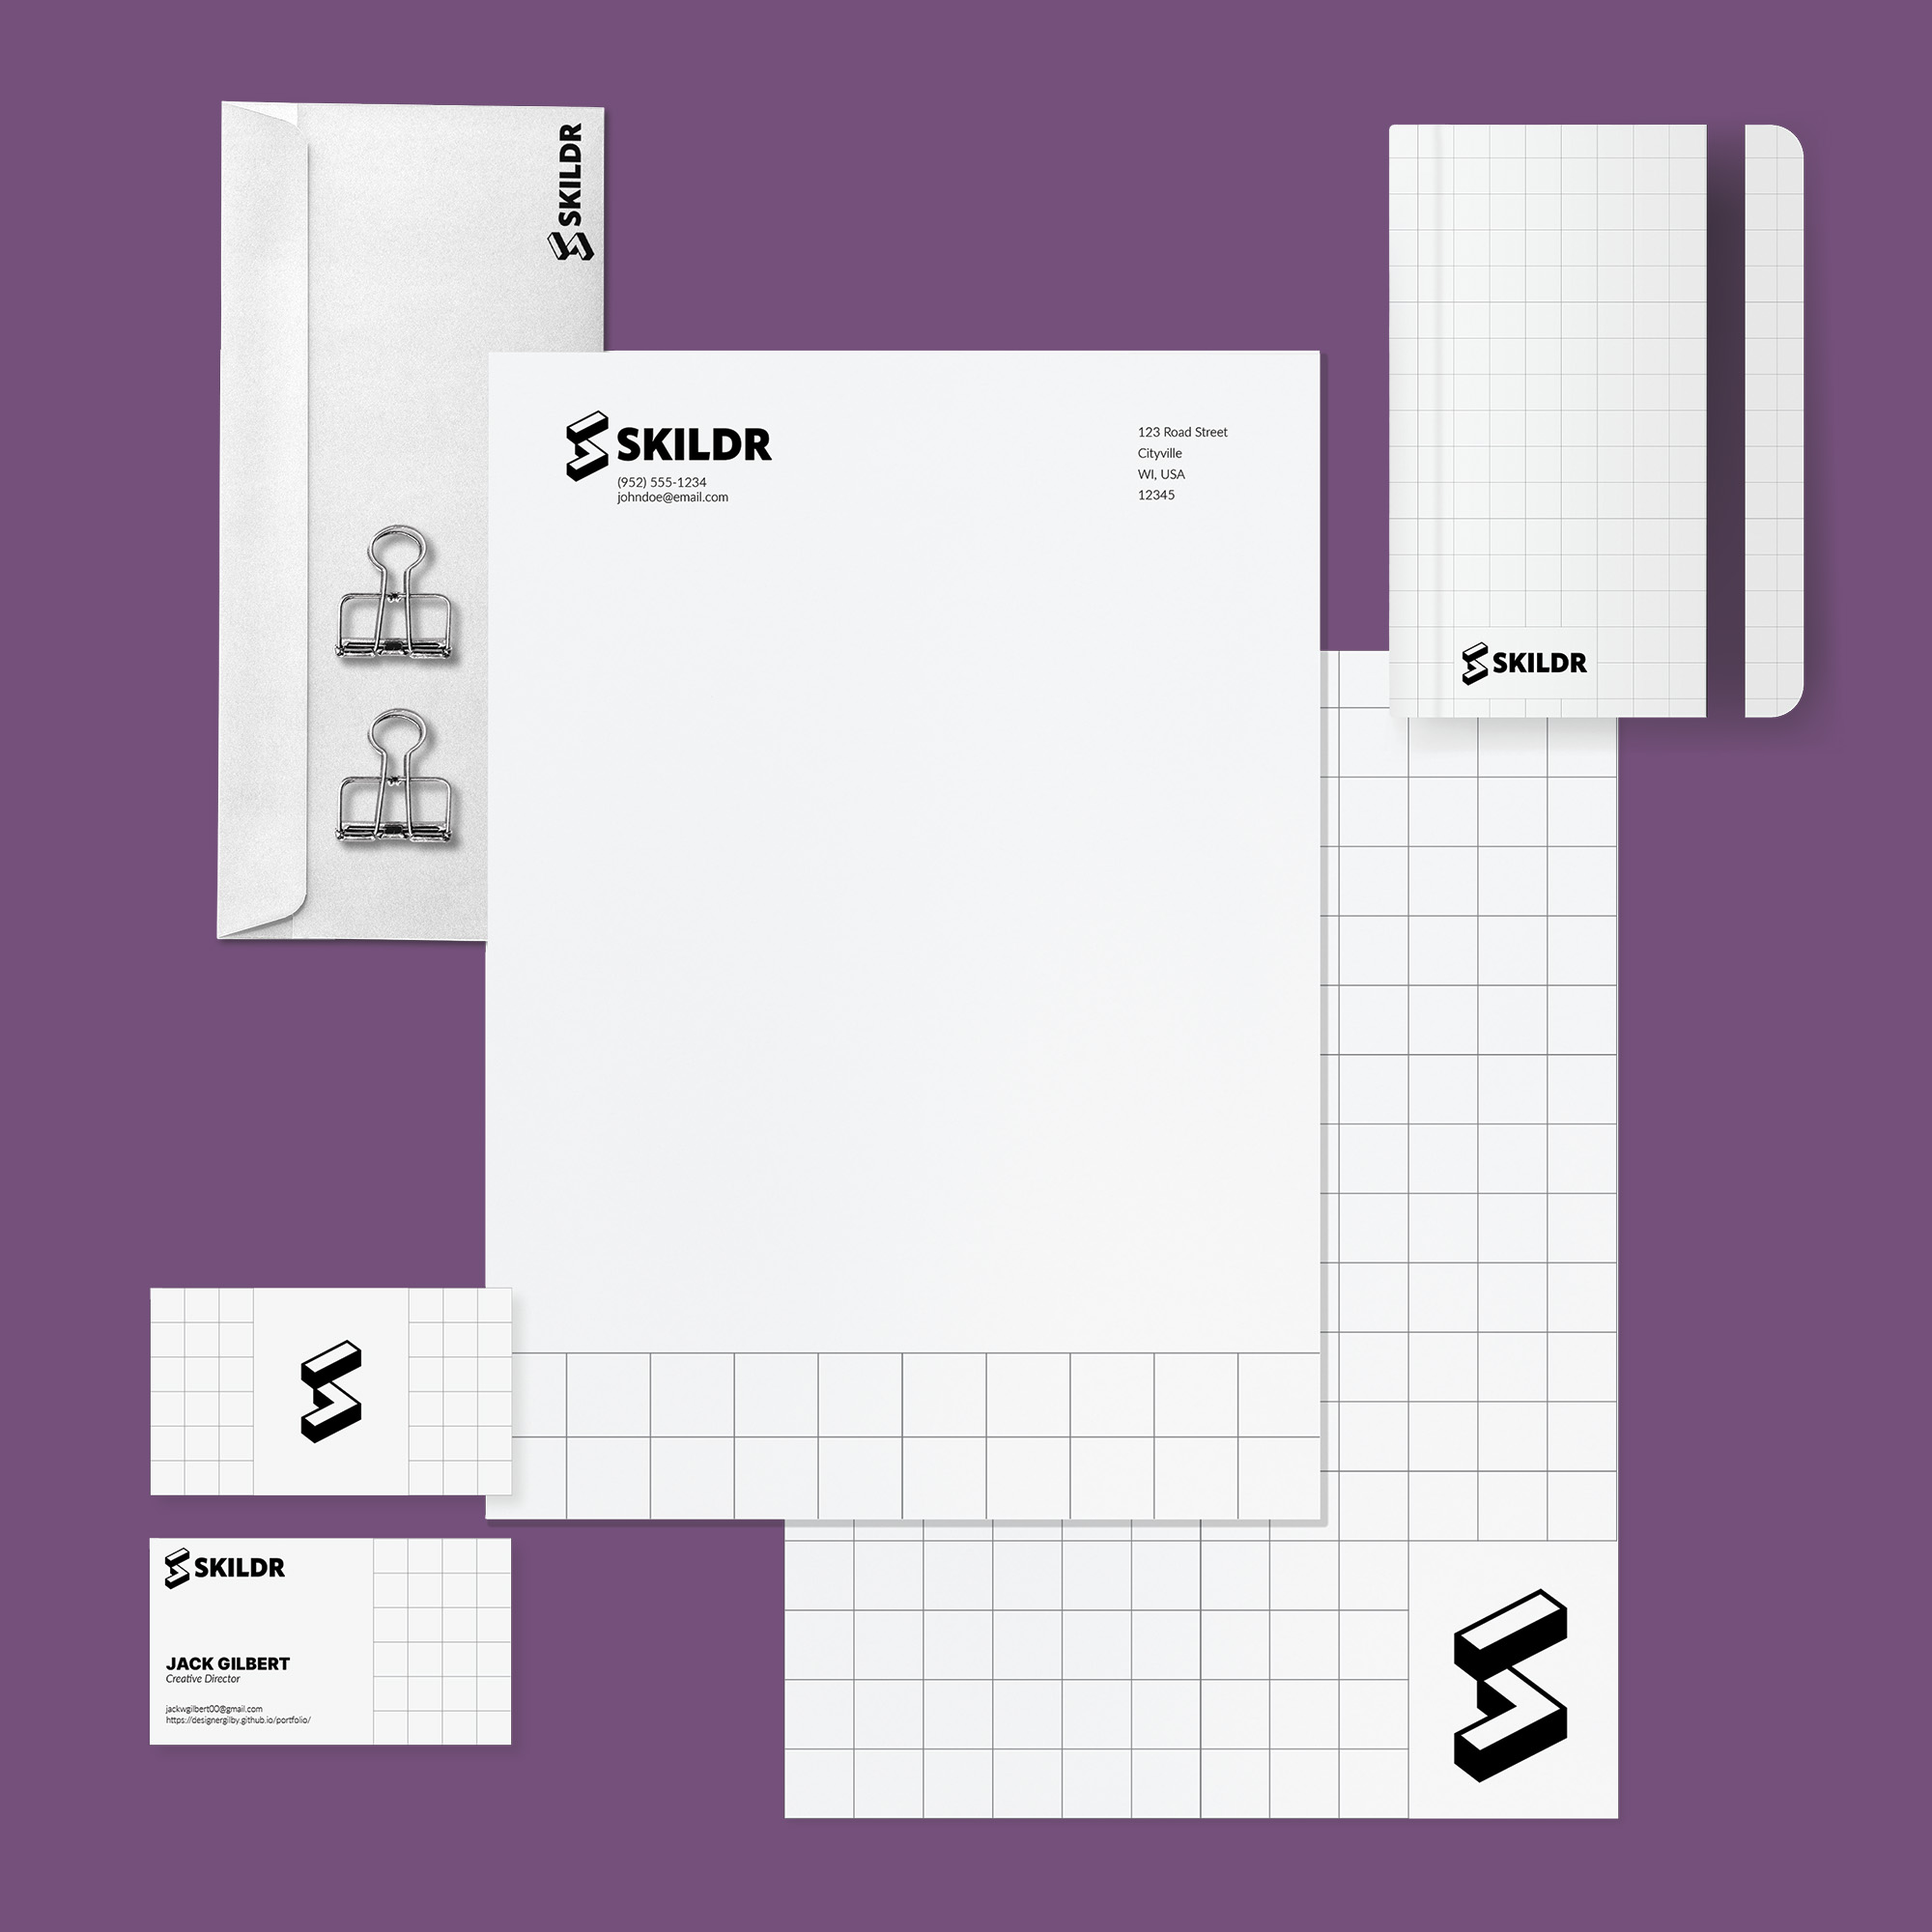 SKILDR
SKILDR
(952) 555-1234
johndoe@email.com
123 Road Street
Cityville
WI, USA
12345
SKILDR
SKILDR
JACK GILBERT
Creative Director
jackwgilbert00@gmail.com
https://designergilby.github.io/portfolio/